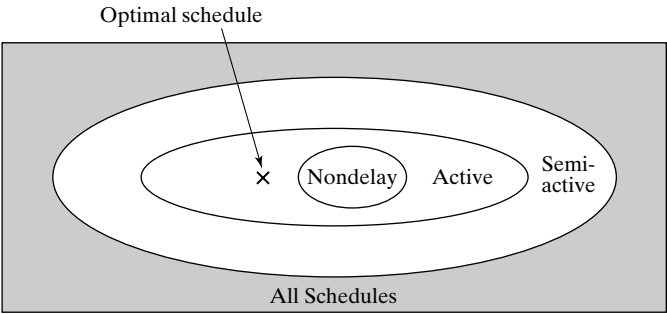 Optimal schedule
Nondelay
Active
Semi-
active
All Schedules